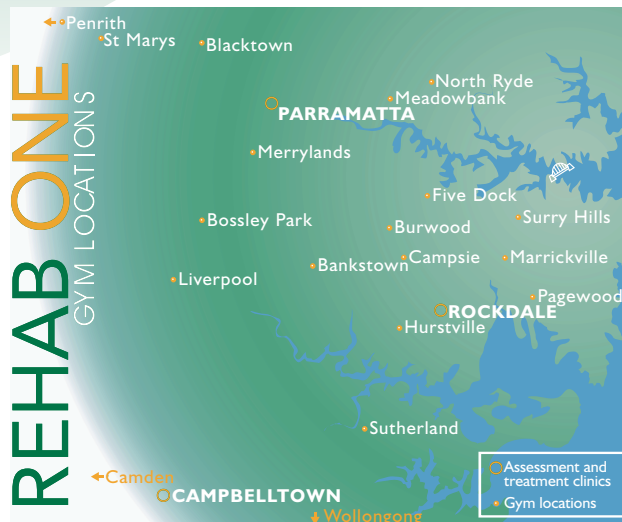 REHAB ONE
GYM LOCATIONS
Penrith
St Marys
Blacktown
North Ryde
Meadowbank
PARRAMATTA
Merrylands
Five Dock
Surry Hills
Bossley Park
Burwood
Campsie
Marrickville
Bankstown
Liverpool
Pagewood
ROCKDALE
Hurstville
Sutherland
Camden
CAMPBELLTOWN
Wollongong
Assessment and
treatment clinics
Gym locations